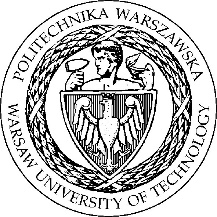 POLITECHNIKA WARSZAWSKA
WARSAW UNIVERSITY OF TECHNOLOGY